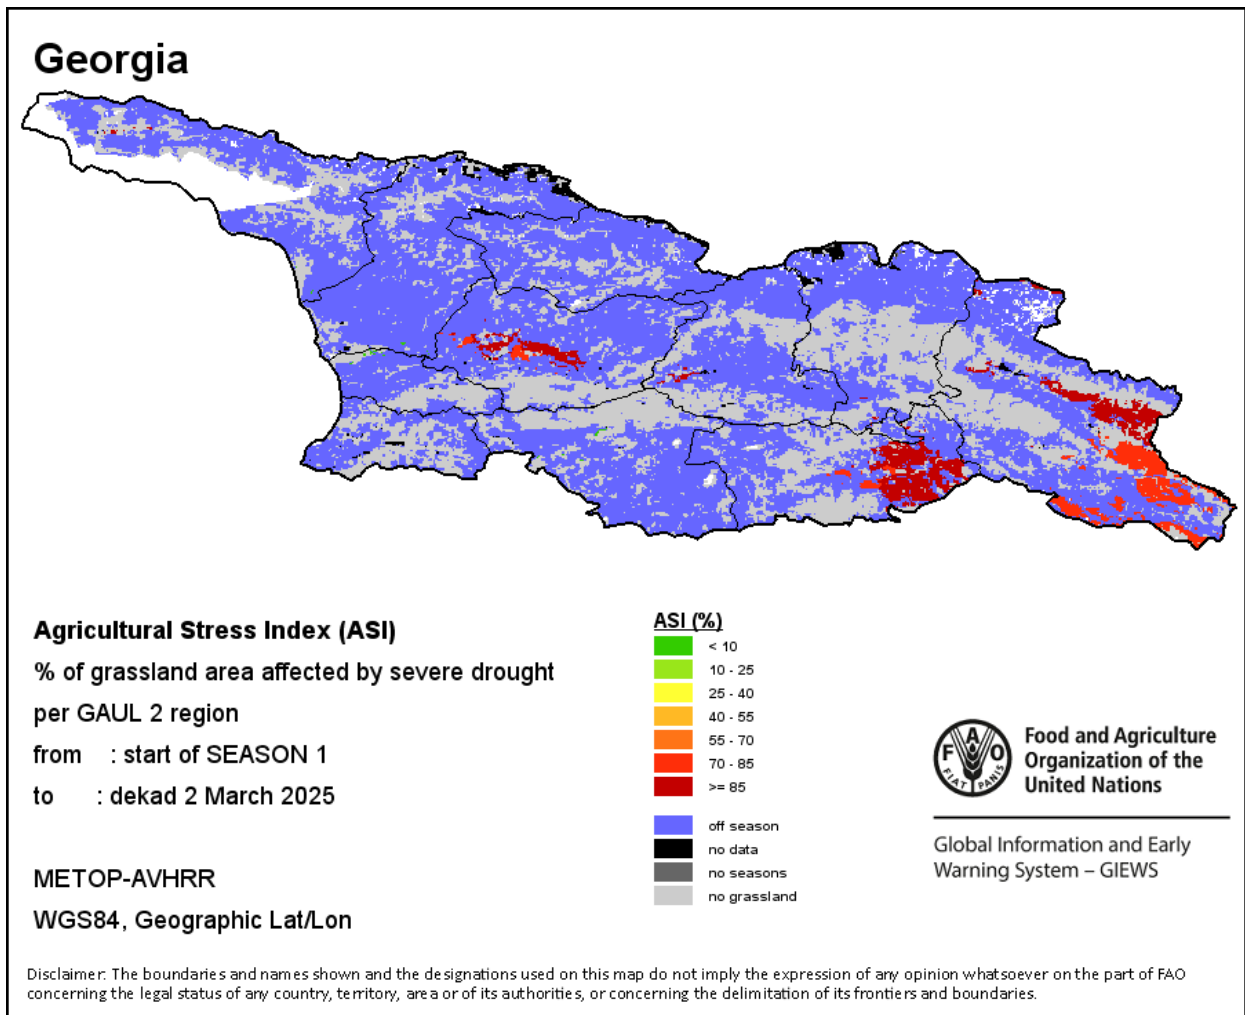 Georgia
Agricultural Stress Index (ASI)
% of grassland area affected by severe drought
per GAUL 2 region
from : start of SEASON 1
to : dekad 2 March 2025
METOP-AVHRR
WGS84, Geographic Lat/Lon
ASI (%)
< 10
10 - 25
25 - 40
40 - 55
55 - 70
70 - 85
>= 85
off season
no data
no seasons
no grassland
F A O
FIAT PANIS
Food and Agriculture
Organization of the
United Nations
Global Information and Early
Warning System – GIEWS
Disclaimer: The boundaries and names shown and the designations used on this map do not imply the expression of any opinion whatsoever on the part of FAO
concerning the legal status of any country, territory, area or of its authorities, or concerning the delimitation of its frontiers and boundaries.